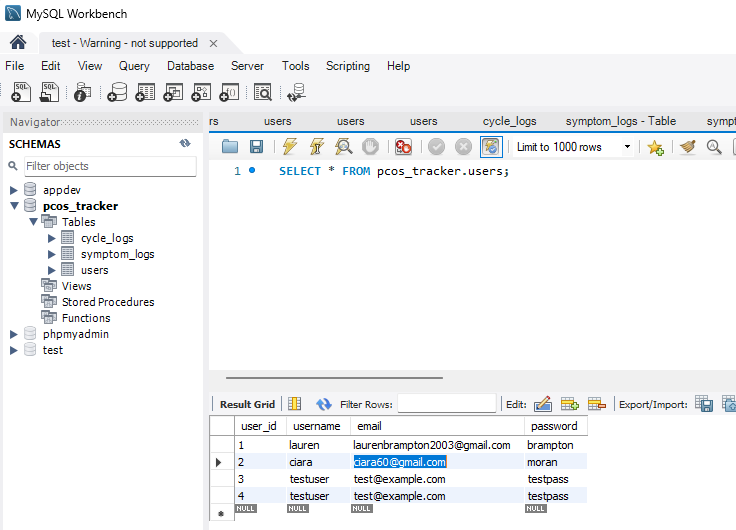 MySQL Workbench
test - Warning - not supported ×
File Edit View Query Database Server Tools Scripting Help
Navigator
SCHEMAS
Filter objects
appdev
pcos_tracker
Tables
cycle_logs
symptom_logs
users
Views
Stored Procedures
Functions
phpmyadmin
test
rs users users users cycle_logs symptom_logs - Table sympt
Limit to 1000 rows
1 SELECT * FROM pcos_tracker.users;
Result Grid Filter Rows: Edit: Export/Import:
user_id username email password
1 lauren laurenbrampton2003@gmail.com brampton
2 ciara ciara60@gmail.com moran
3 testuser test@example.com testpass
4 testuser test@example.com testpass
NULL NULL NULL NULL